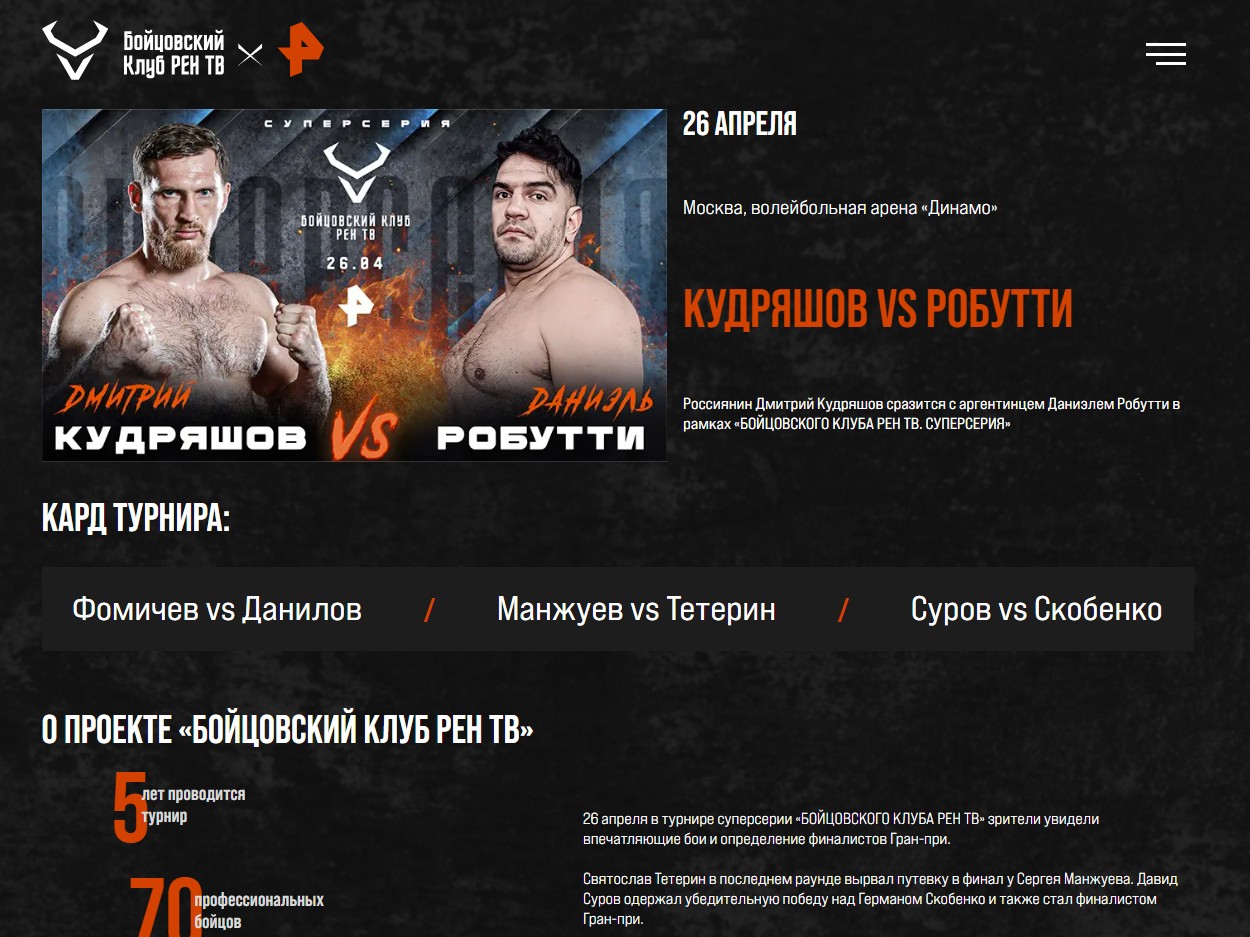 Бойцовский
Клуб РЕН ТВ
СУПЕРСЕРИЯ
БОЙЦОВСКИЙ КЛУБ
РЕН ТВ
26.04
ДМИТРИЙ
КУДРЯШОВ
VS
ДАНИЭЛЬ
РОБУТТИ
26 АПРЕЛЯ
Москва, волейбольная арена «Динамо»
КУДРЯШОВ VS РОБУТТИ
Россиянин Дмитрий Кудряшов сразится с аргентинцем Даниэлем Робутти в
рамках «БОЙЦОВСКОГО КЛУБА РЕН ТВ. СУПЕРСЕРИЯ»
КАРД ТУРНИРА:
Фомичев vs Данилов / Манжуев vs Тетерин / Суров vs Скобенко
О ПРОЕКТЕ «БОЙЦОВСКИЙ КЛУБ РЕН ТВ»
5 лет проводится
турнир
70 профессиональных
бойцов
26 апреля в турнире суперсерии «БОЙЦОВСКОГО КЛУБА РЕН ТВ» зрители увидели
впечатляющие бои и определение финалистов Гран-при.
Святослав Тетерин в последнем раунде вырвал путевку в финал у Сергея Манжуева. Давид
Суров одержал убедительную победу над Германом Скобенко и также стал финалистом
Гран-при.